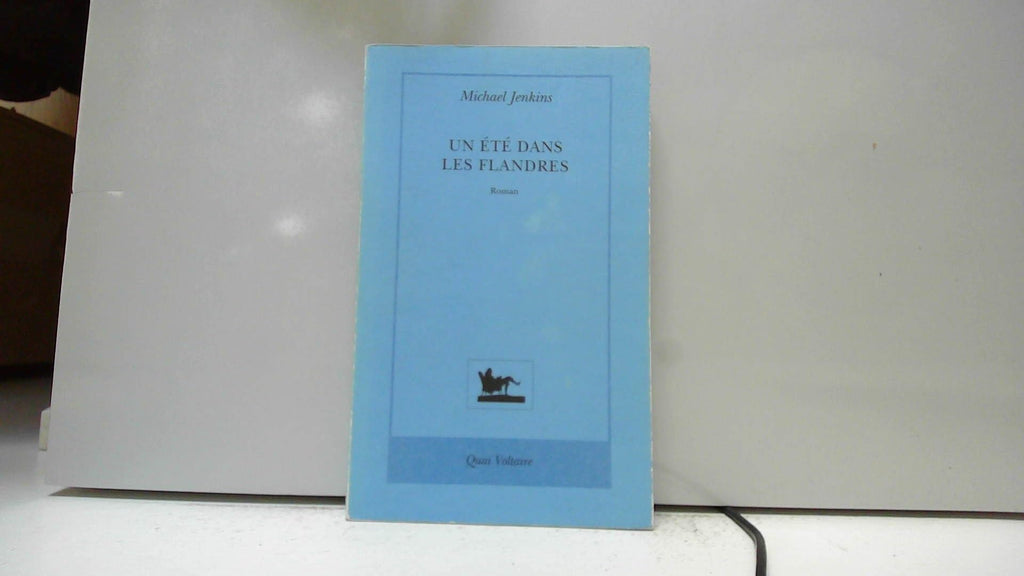 Michael Jenkins
UN ÉTÉ DANS
LES FLANDRES
Roman
Quai Voltaire